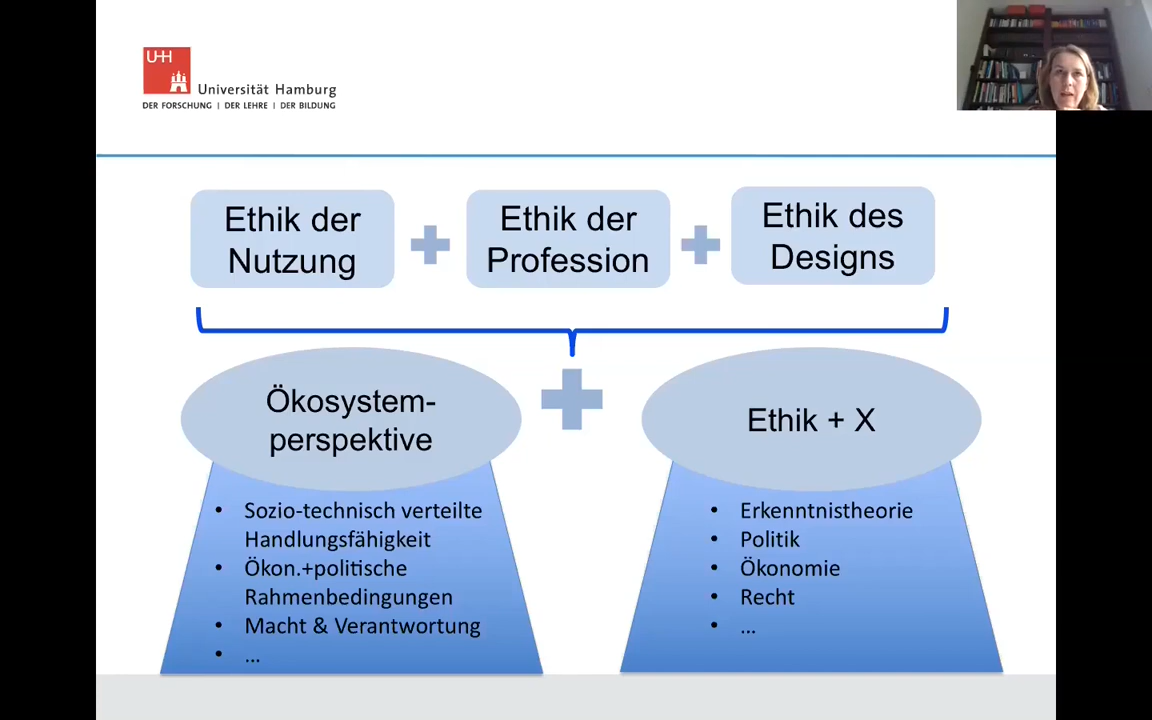 UHH
Universität Hamburg
DER FORSCHUNG | DER LEHRE | DER BILDUNG
Ethik der
Nutzung
Ethik der
Profession
Ethik des
Designs
Ökosystem-
perspektive
Ethik + X
• Sozio-technisch verteilte
Handlungsfähigkeit
• Ökon.+politische
Rahmenbedingungen
• Macht & Verantwortung
• ...
• Erkenntnistheorie
• Politik
• Ökonomie
• Recht
• ...